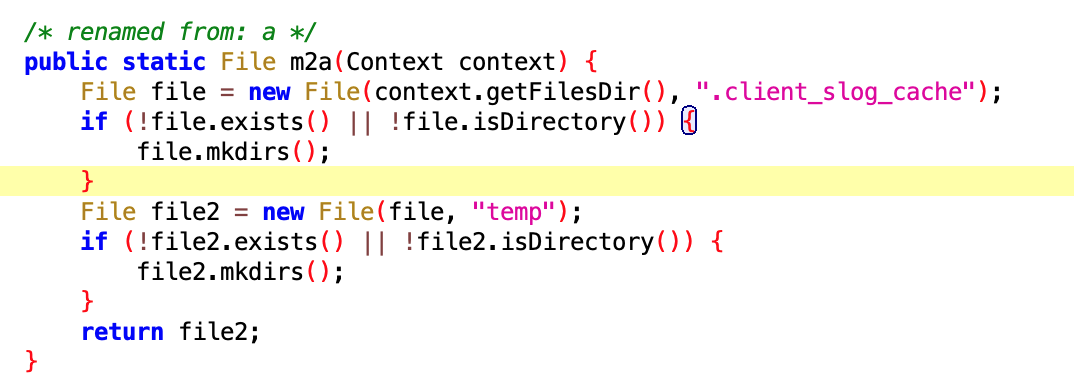 /* renamed from: a */
public static File m2a(Context context) {
    File file = new File(context.getFilesDir(), ".client_slog_cache");
    if (!file.exists() || !file.isDirectory()) {
        file.mkdirs();
    }
    File file2 = new File(file, "temp");
    if (!file2.exists() || !file2.isDirectory()) {
        file2.mkdirs();
    }
    return file2;
}